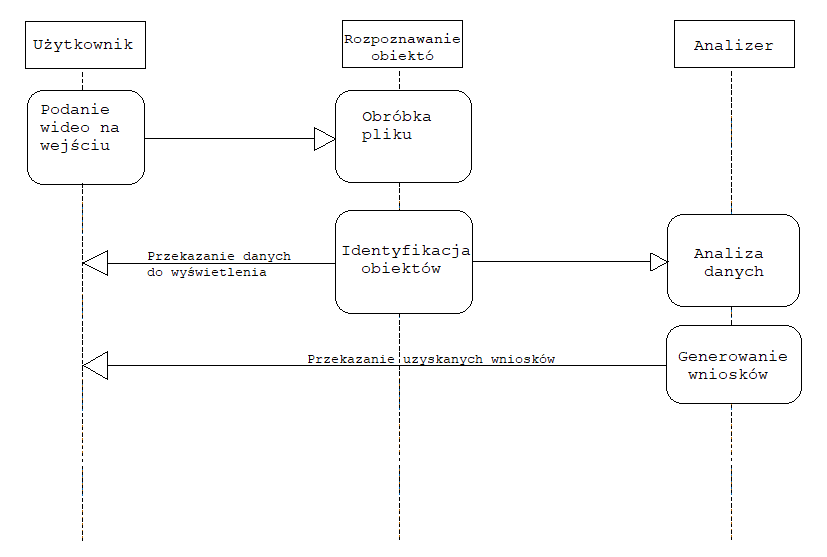 Użytkownik
Rozpoznawanie
obiektó
Analizer
Podanie
wideo na
wejściu
Obróbka
pliku
Identyfikacja
obiektów
Przekazanie danych
do wyświetlenia
Analiza
danych
Przekazanie uzyskanych wniosków
Generowanie
wniosków